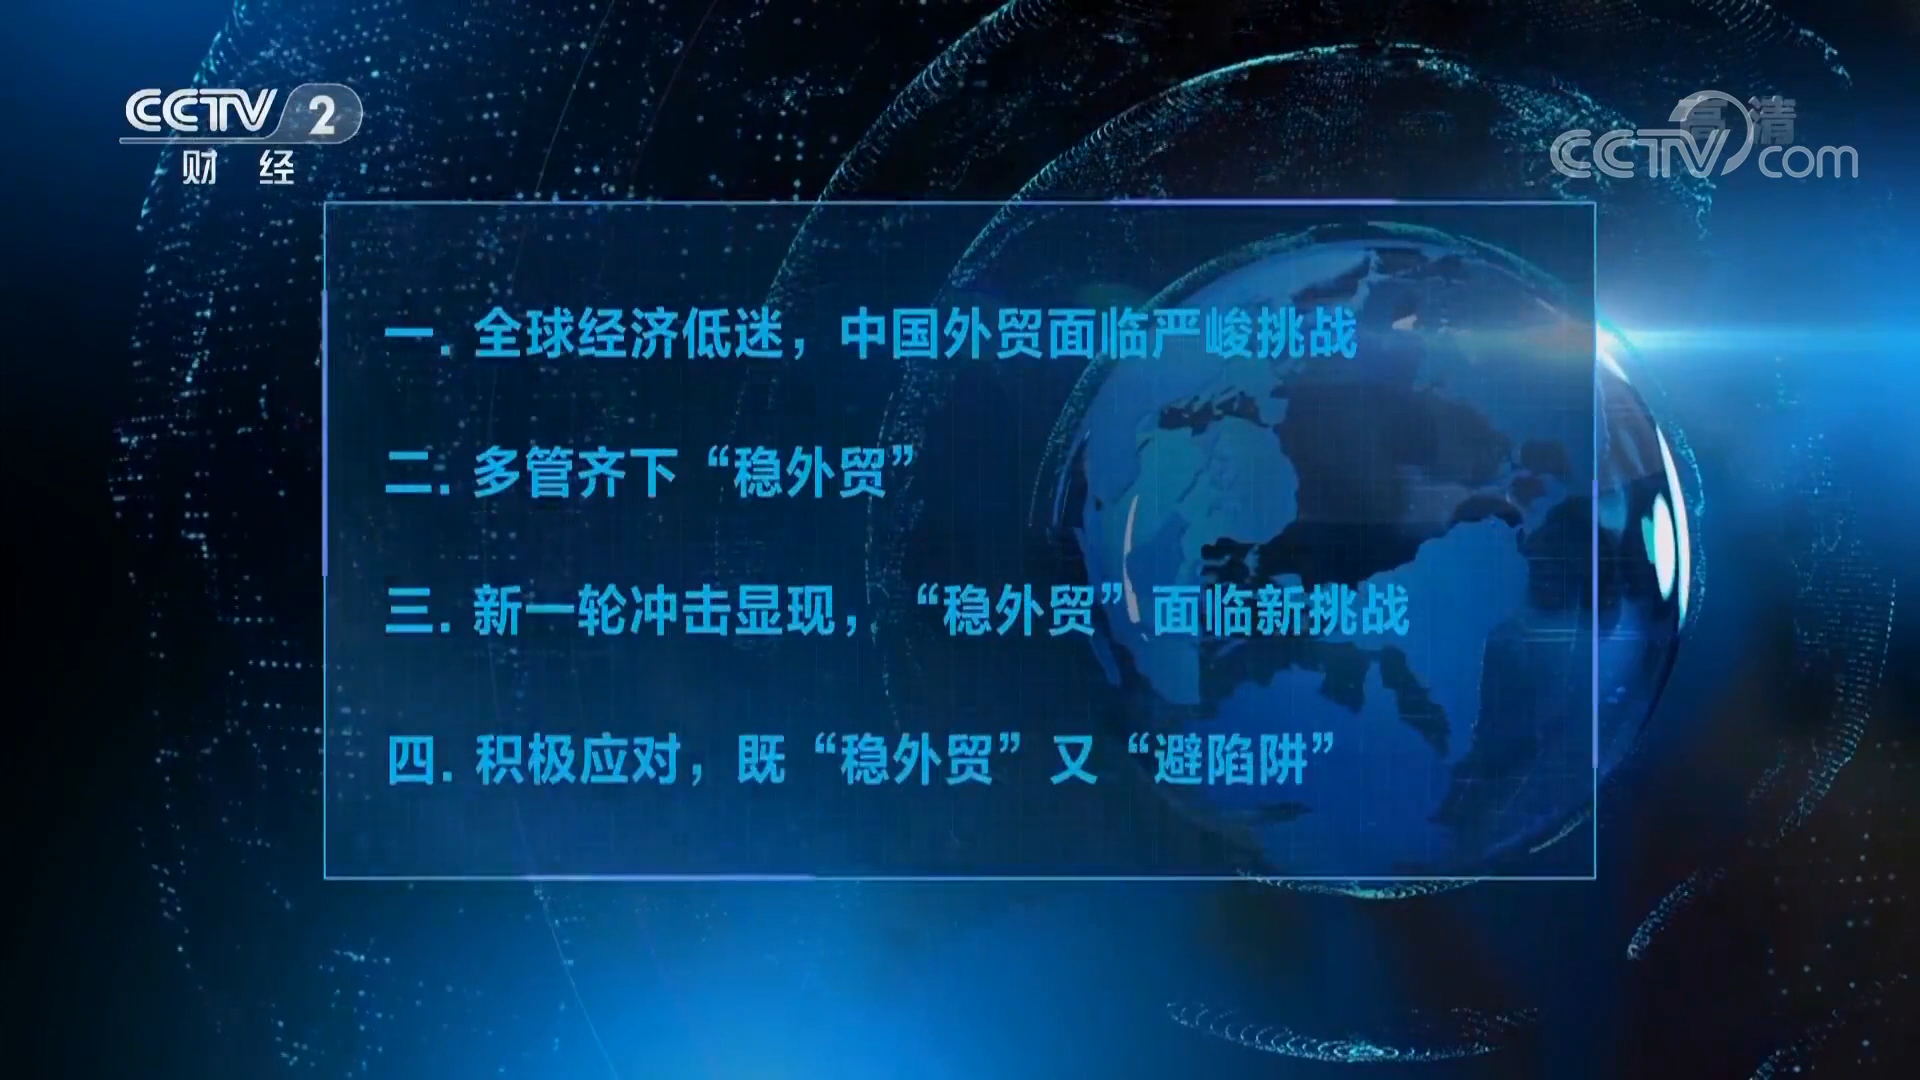 CCTV 2
财 经
高清
CCTV.com
一. 全球经济低迷，中国外贸面临严峻挑战
二. 多管齐下“稳外贸”
三. 新一轮冲击显现，“稳外贸”面临新挑战
四. 积极应对，既“稳外贸”又“避陷阱”